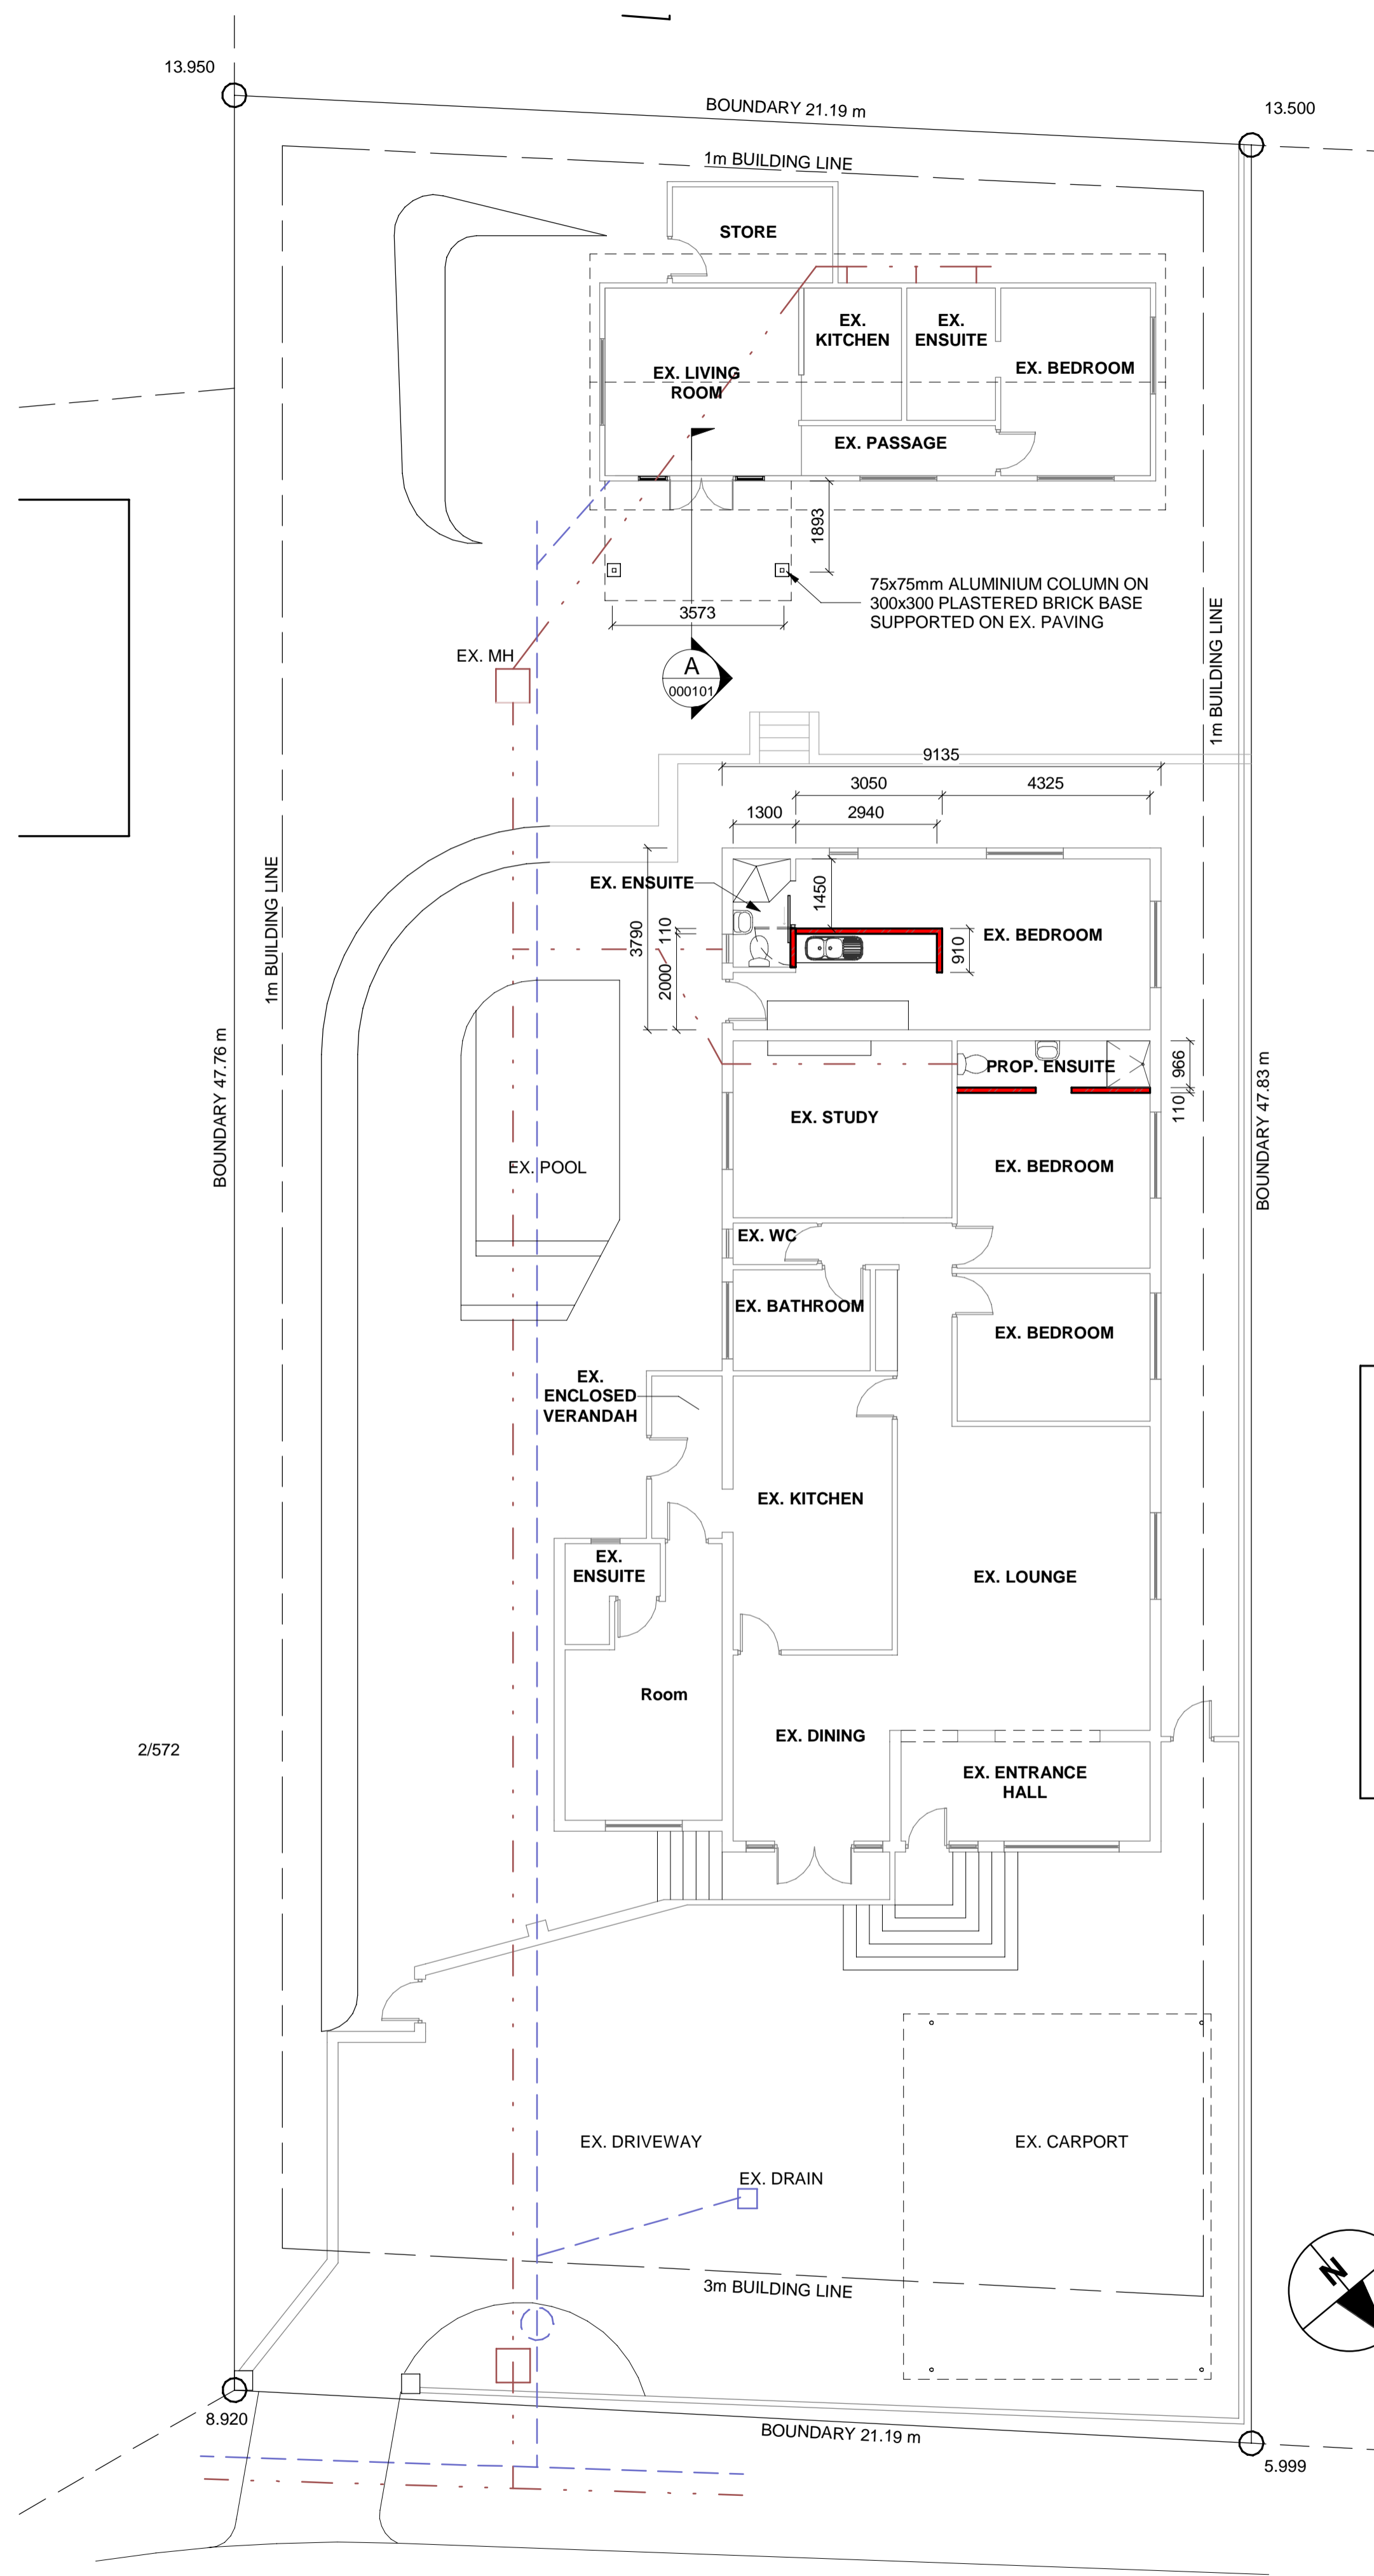 13.950
BOUNDARY 21.19 m
13.500
1m BUILDING LINE
STORE
EX.
KITCHEN
EX.
ENSUITE
EX. BEDROOM
EX. LIVING
ROOM
EX. PASSAGE
1893
75x75mm ALUMINIUM COLUMN ON
300x300 PLASTERED BRICK BASE
SUPPORTED ON EX. PAVING
3573
1m BUILDING LINE
EX. MH
A
000101
9135
3050
4325
1300
2940
1m BUILDING LINE
EX. ENSUITE
1450
3790
110
2000
EX. BEDROOM
910
BOUNDARY 47.76 m
PROP. ENSUITE
966
110
BOUNDARY 47.83 m
EX. STUDY
EX. POOL
EX. BEDROOM
EX. WC
EX. BATHROOM
EX. BEDROOM
EX.
ENCLOSED
VERANDAH
EX. KITCHEN
EX.
ENSUITE
EX. LOUNGE
Room
2/572
EX. DINING
EX. ENTRANCE
HALL
EX. DRIVEWAY
EX. CARPORT
EX. DRAIN
N
3m BUILDING LINE
8.920
BOUNDARY 21.19 m
5.999